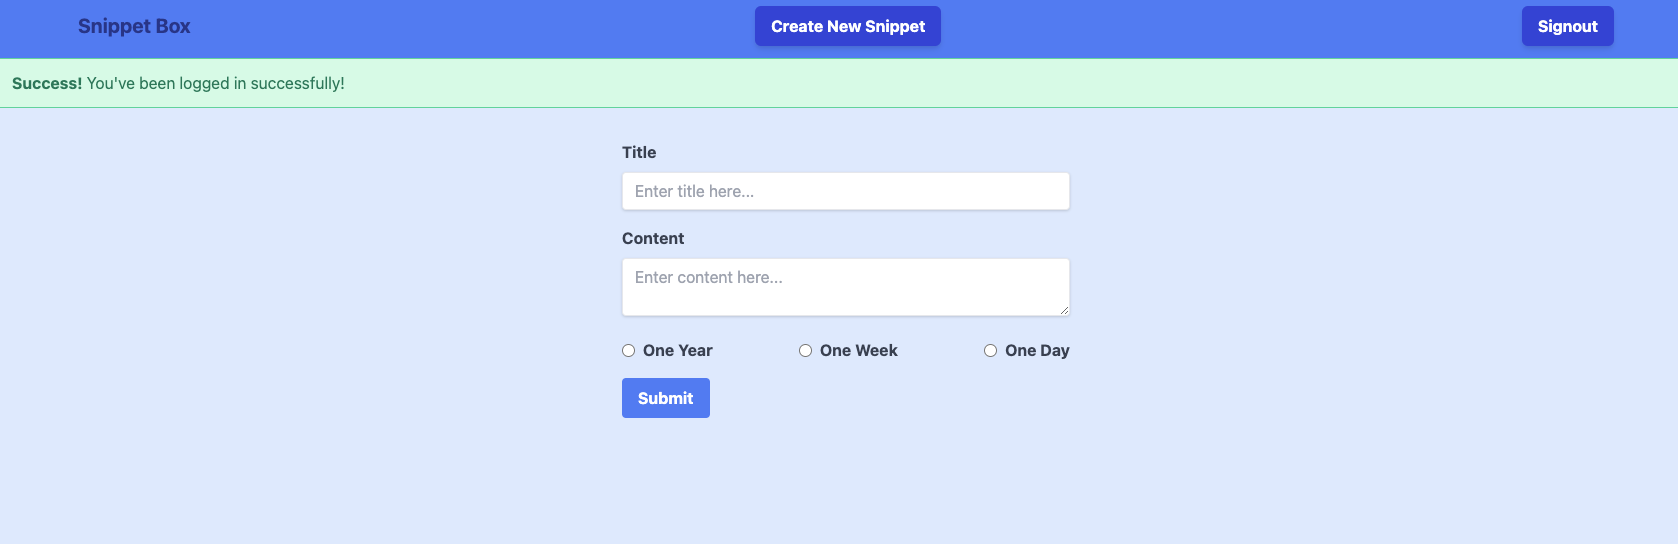 Snippet Box
Create New Snippet
Signout
Success! You've been logged in successfully!
Title
Enter title here...
Content
Enter content here...
One Year
One Week
One Day
Submit